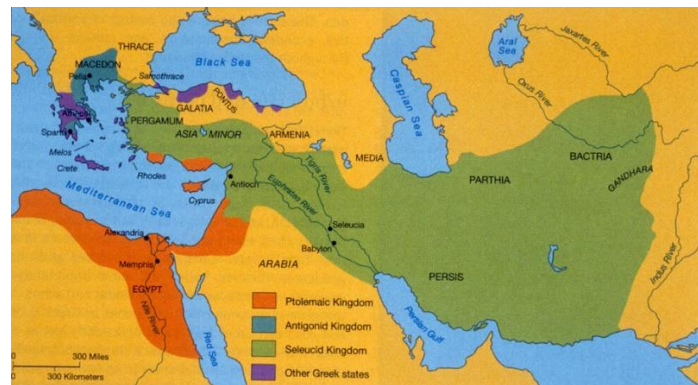 THRACE
MACEDON
Pella
Samothrace
Black Sea
Aral
Sea
Jaxartes River
Oxus River
Caspian Sea
PONTUS
GALATIA
PERGAMUM
ASIA MINOR
ARMENIA
Athens
Sparta
Melos
Crete
Rhodes
Cyprus
Antioch
MEDIA
Tigris River
Euphrates River
PARTHIA
BACTRIA
GANDHARA
Mediterranean Sea
Seleucia
Babylon
Alexandria
Memphis
EGYPT
Nile River
ARABIA
PERSIS
Indus River
Red Sea
Persian Gulf
Ptolemaic Kingdom
Antigonid Kingdom
Seleucid Kingdom
Other Greek states
0 300 Miles
0 300 Kilometers